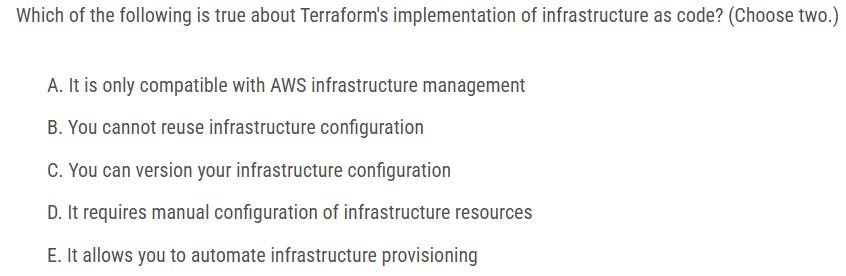 Which of the following is true about Terraform's implementation of infrastructure as code? (Choose two.)
A. It is only compatible with AWS infrastructure management
B. You cannot reuse infrastructure configuration
C. You can version your infrastructure configuration
D. It requires manual configuration of infrastructure resources
E. It allows you to automate infrastructure provisioning